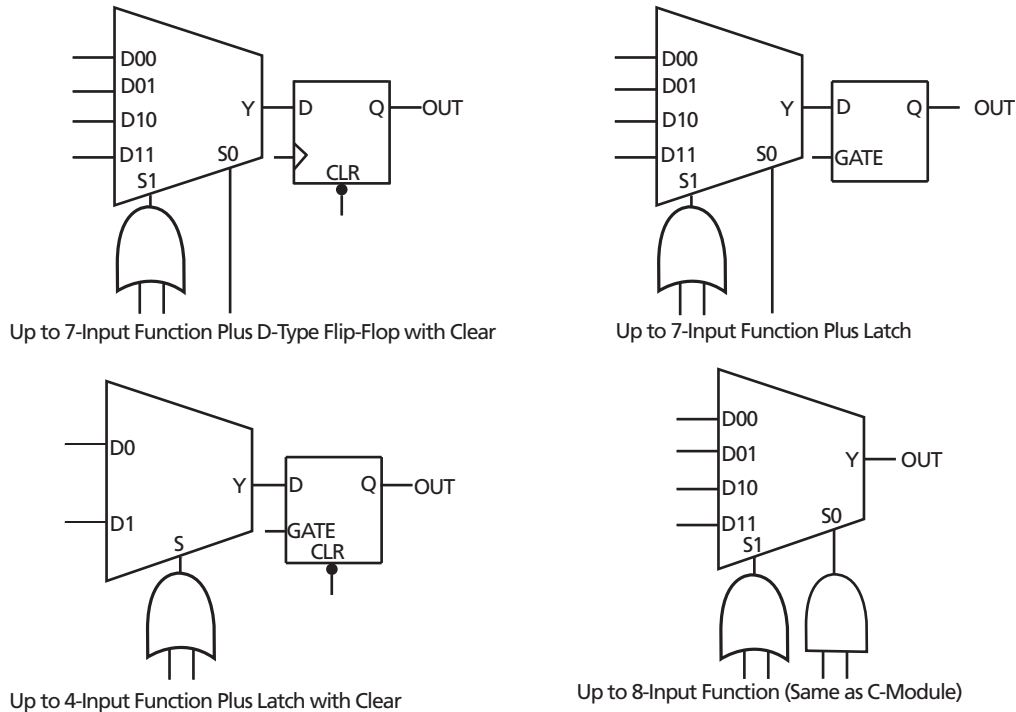 D00
D01
D10
D11
S1
S0
Y
D
Q
CLR
OUT
Up to 7-Input Function Plus D-Type Flip-Flop with Clear
D00
D01
D10
D11
S1
S0
Y
D
Q
GATE
OUT
Up to 7-Input Function Plus Latch
D0
D1
S
Y
D
Q
GATE
CLR
OUT
Up to 4-Input Function Plus Latch with Clear
D00
D01
D10
D11
S1
S0
Y
OUT
Up to 8-Input Function (Same as C-Module)